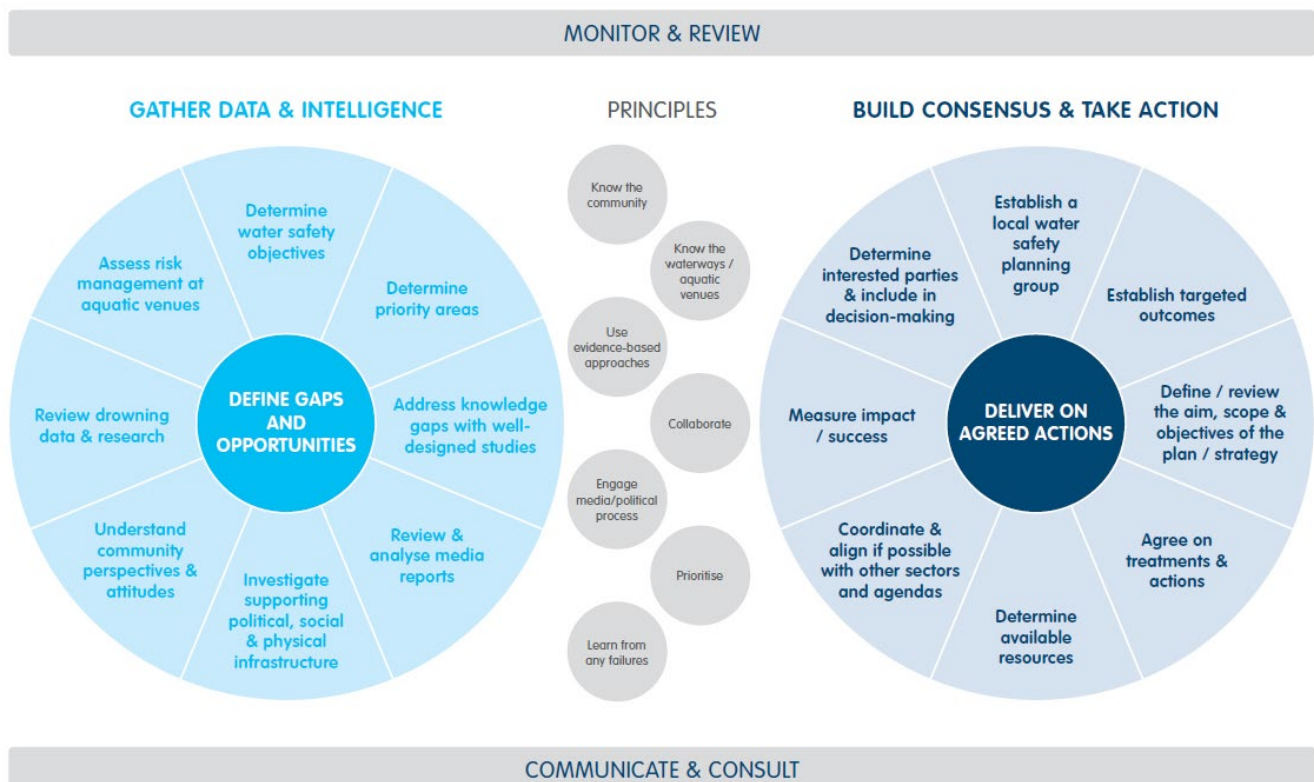 MONITOR & REVIEW
GATHER DATA & INTELLIGENCE
Determine
water safety
objectives
Determine
priority areas
Address knowledge
gaps with well-
designed studies
Review &
analyse media
reports
Investigate
supporting
political, social
& physical
infrastructure
Understand
community
perspectives &
attitudes
Review drowning
data & research
Assess risk
management at
aquatic venues
DEFINE GAPS
AND
OPPORTUNITIES
PRINCIPLES
Know the
community
Know the
waterways /
aquatic
venues
Use
evidence-based
approaches
Collaborate
Engage
media/political
process
Prioritise
Learn from
any failures
BUILD CONSENSUS & TAKE ACTION
Establish a
local water
safety
planning
group
Establish targeted
outcomes
Define / review
the aim, scope &
objectives of the
plan / strategy
Agree on
treatments &
actions
Determine
available
resources
Coordinate &
align if possible
with other sectors
and agendas
Measure impact
/ success
Determine
interested parties
& include in
decision-making
DELIVER ON
AGREED ACTIONS
COMMUNICATE & CONSULT